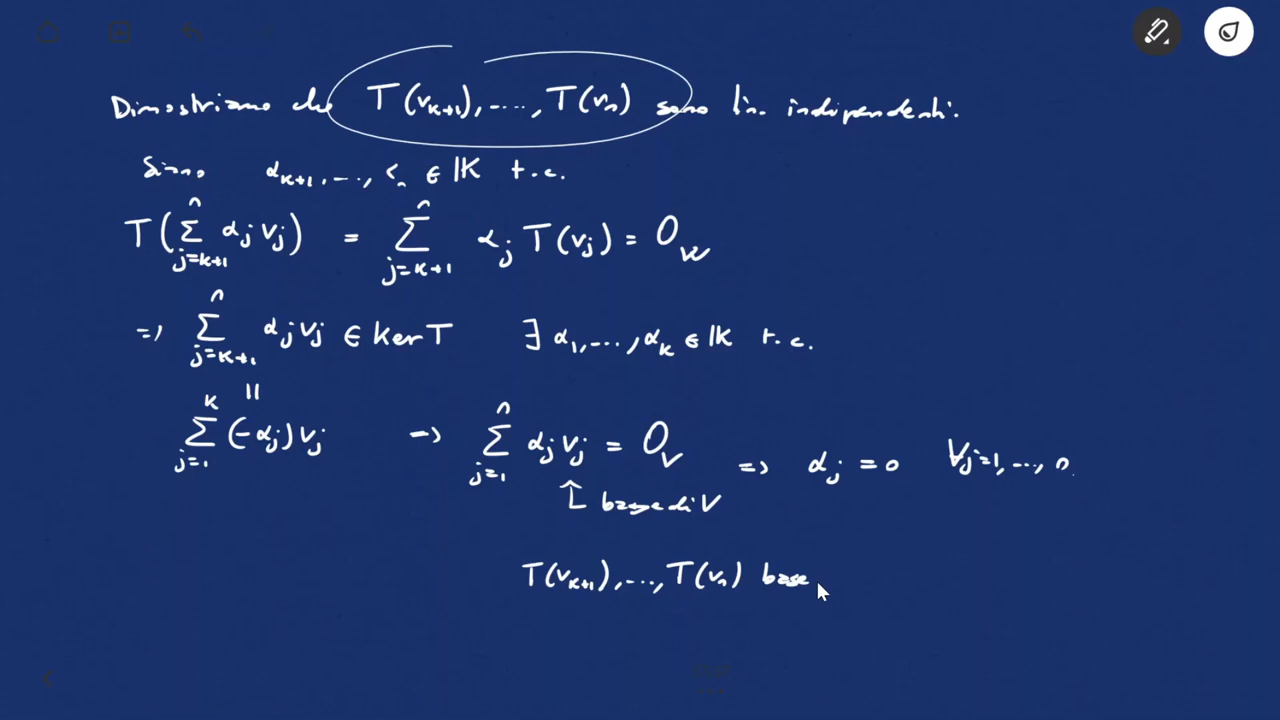 Dimostriamo che T(v_{k+1}), ...., T(v_n) sono lin. indipendenti.
Siano α_{k+1}, ..., α_n ∈ 𝕂 t.c.
T(∑_{j=k+1}^{n} α_j v_j) = ∑_{j=k+1}^{n} α_j T(v_j) = 0_W
=> ∑_{j=k+1}^{n} α_j v_j ∈ ker T ∃ α_1, ..., α_k ∈ 𝕂 t.c.
||
∑_{j=1}^{k} (-α_j) v_j => ∑_{j=1}^{n} α_j v_j = 0_V => α_j = 0 ∀j=1, ..., n.
↑ base di V
T(v_{k+1}), ..., T(v_n) base